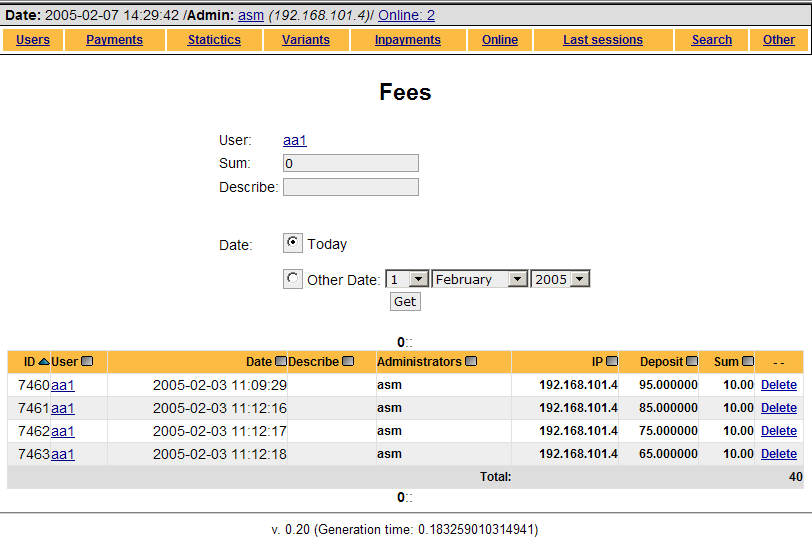 Date: 2005-02-07 14:29:42 /Admin: asm (192.168.101.4)/ Online: 2
Users Payments Statictics Variants Inpayments Online Last sessions Search Other
Fees
User: aa1
Sum: 0
Describe:
Date: Today
Other Date: 1 February 2005
Get
0::
ID User Date Describe Administrators IP Deposit Sum --
7460 aa1 2005-02-03 11:09:29 asm 192.168.101.4 95.000000 10.00 Delete
7461 aa1 2005-02-03 11:12:16 asm 192.168.101.4 85.000000 10.00 Delete
7462 aa1 2005-02-03 11:12:17 asm 192.168.101.4 75.000000 10.00 Delete
7463 aa1 2005-02-03 11:12:18 asm 192.168.101.4 65.000000 10.00 Delete
Total: 40
0::
v. 0.20 (Generation time: 0.183259010314941)